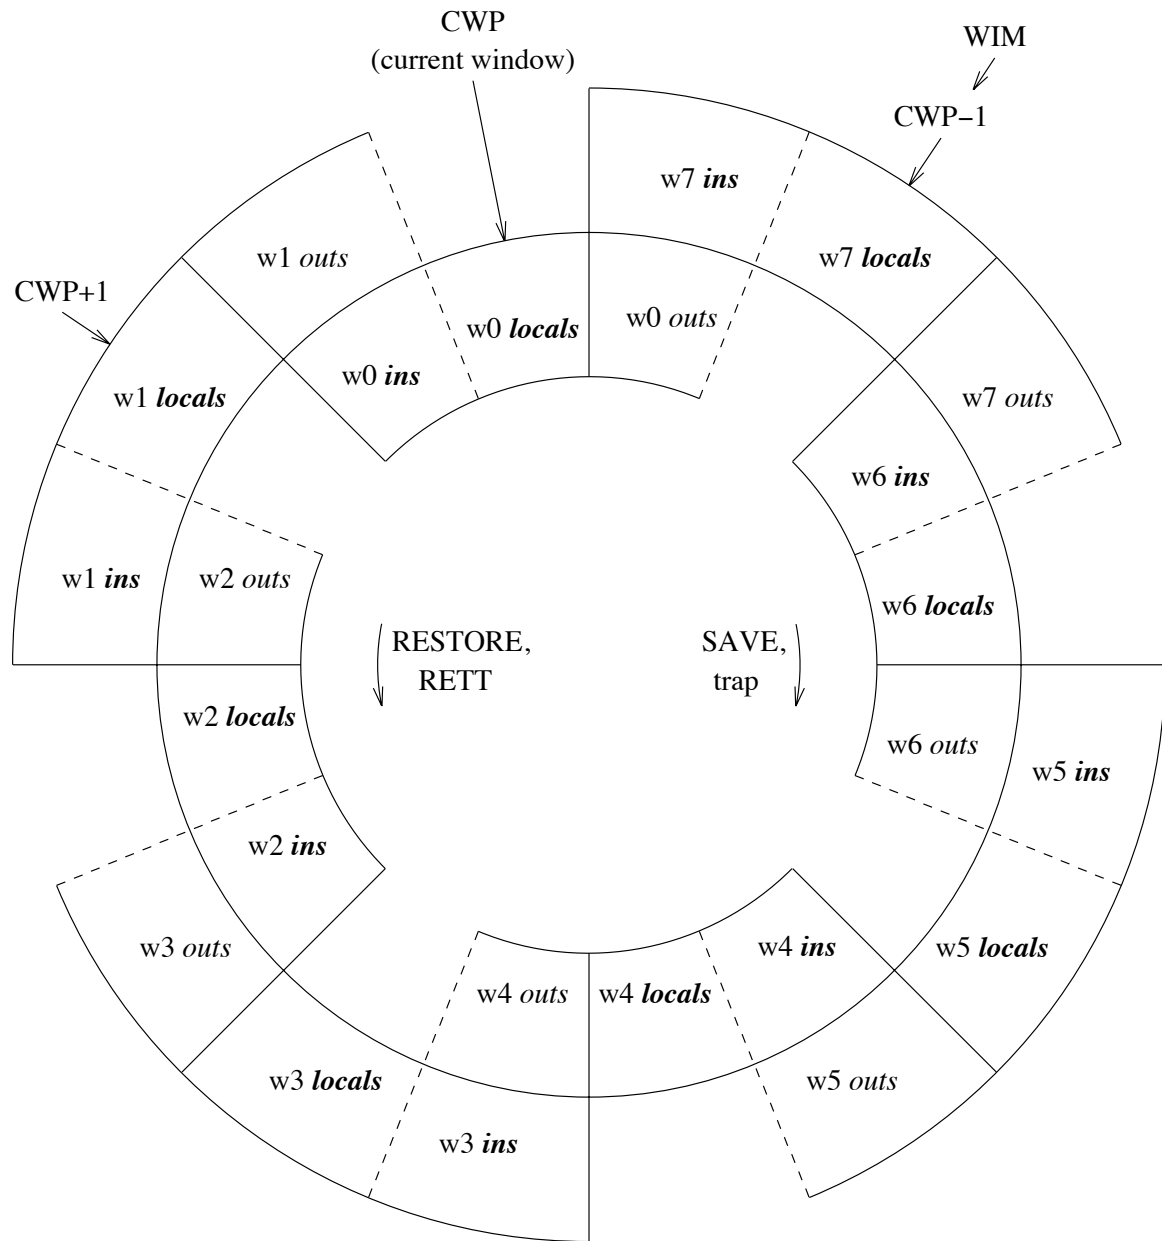 CWP
(current window)
WIM
CWP−1
w7 ins
w1 outs
w7 locals
CWP+1
w0 locals
w0 outs
w0 ins
w1 locals
w7 outs
w6 ins
w1 ins
w2 outs
w6 locals
RESTORE,
RETT
SAVE,
trap
w2 locals
w6 outs
w5 ins
w2 ins
w3 outs
w4 ins
w5 locals
w4 outs
w4 locals
w3 locals
w5 outs
w3 ins